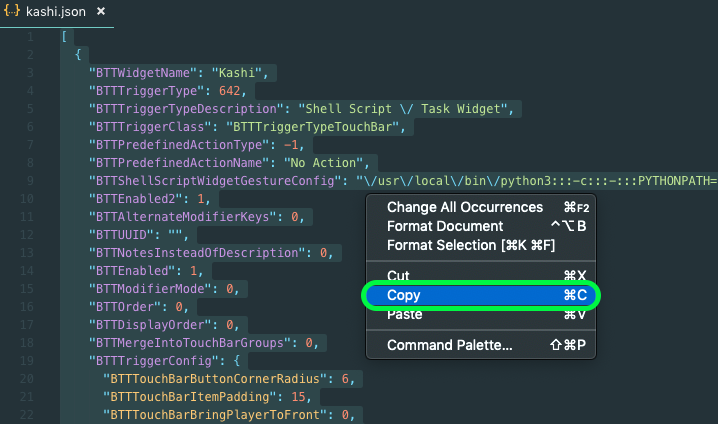 {..} kashi.json ×
1 [
2 {
3 "BTTWidgetName": "Kashi",
4 "BTTTriggerType": 642,
5 "BTTTriggerTypeDescription": "Shell Script \/ Task Widget",
6 "BTTTriggerClass": "BTTTriggerTypeTouchBar",
7 "BTTPredefinedActionType": -1,
8 "BTTPredefinedActionName": "No Action",
9 "BTTShellScriptWidgetGestureConfig": "\/usr\/local\/bin\/python3:::-c:::-:::PYTHONPATH=
10 "BTTEnabled2": 1,
11 "BTTAlternateModifierKeys": 0,
12 "BTTUUID": "",
13 "BTTNotesInsteadOfDescription": 0,
14 "BTTEnabled": 1,
15 "BTTModifierMode": 0,
16 "BTTOrder": 0,
17 "BTTDisplayOrder": 0,
18 "BTTMergeIntoTouchBarGroups": 0,
19 "BTTTriggerConfig": {
20 "BTTTouchBarButtonCornerRadius": 6,
21 "BTTTouchBarItemPadding": 15,
22 "BTTTouchBarBringPlayerToFront": 0,
Change All Occurrences ⌘F2
Format Document ^⌥B
Format Selection [⌘K ⌘F]
Cut ⌘X
Copy ⌘C
Paste ⌘V
Command Palette... ⇧⌘P